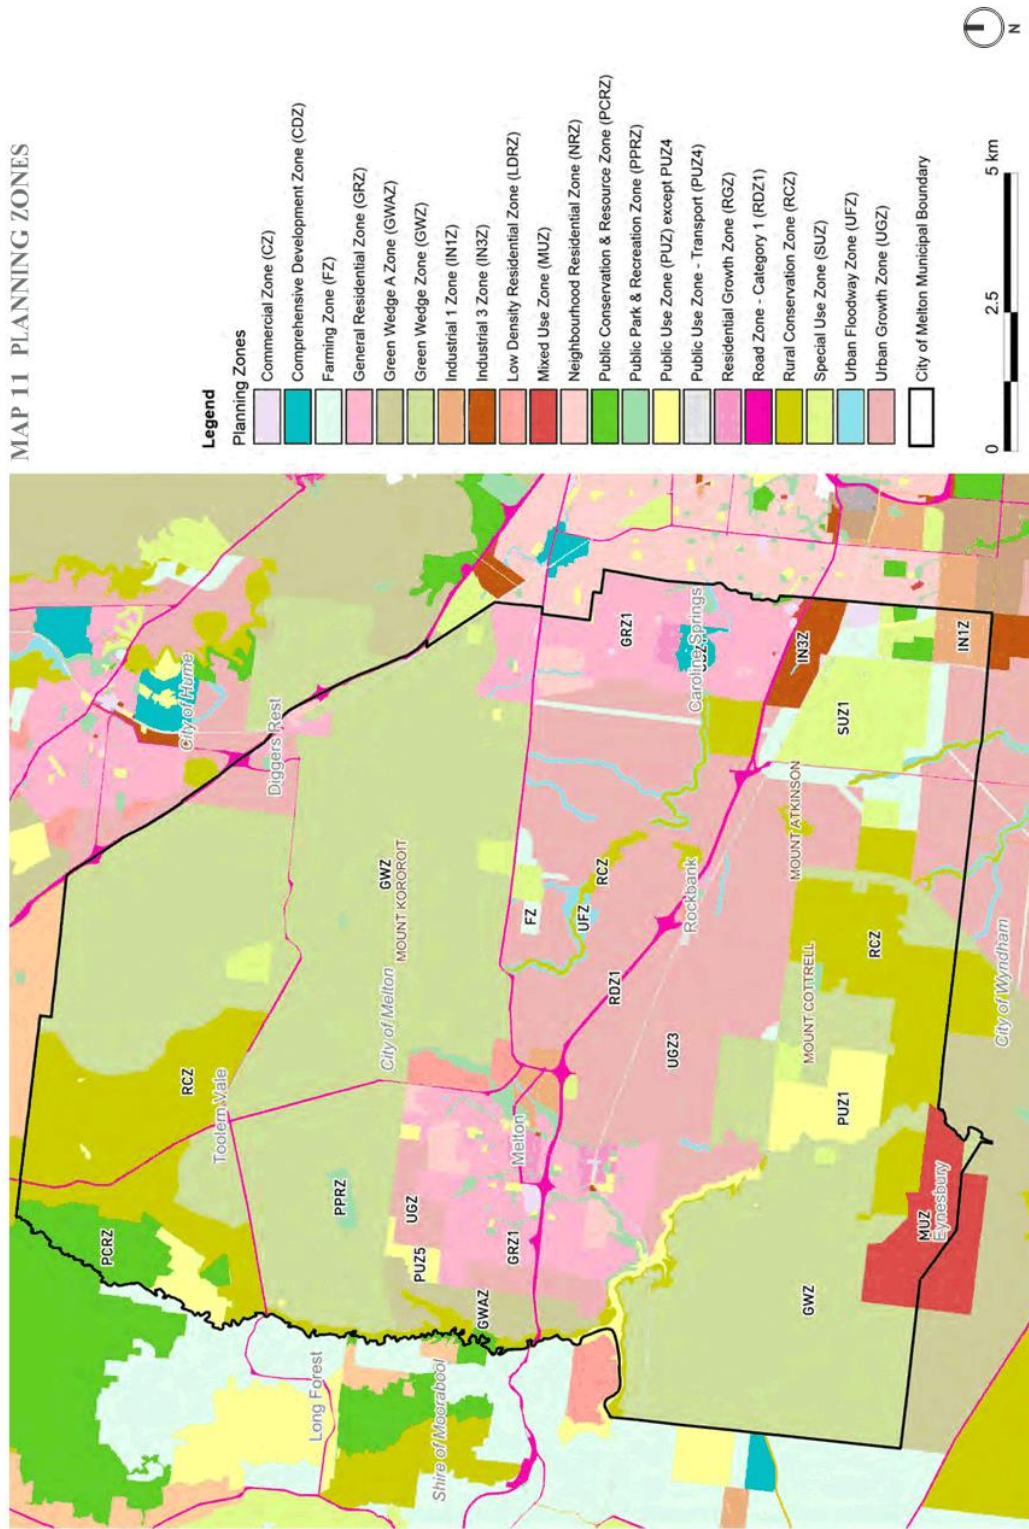 MAP 11 PLANNING ZONES
Legend
Planning Zones
Commercial Zone (CZ)
Comprehensive Development Zone (CDZ)
Farming Zone (FZ)
General Residential Zone (GRZ)
Green Wedge A Zone (GWAZ)
Green Wedge Zone (GWZ)
Industrial 1 Zone (IN1Z)
Industrial 3 Zone (IN3Z)
Low Density Residential Zone (LDRZ)
Mixed Use Zone (MUZ)
Neighbourhood Residential Zone (NRZ)
Public Conservation & Resource Zone (PCRZ)
Public Park & Recreation Zone (PPRZ)
Public Use Zone (PUZ) except PUZ4
Public Use Zone - Transport (PUZ4)
Residential Growth Zone (RGZ)
Road Zone - Category 1 (RDZ1)
Rural Conservation Zone (RCZ)
Special Use Zone (SUZ)
Urban Floodway Zone (UFZ)
Urban Growth Zone (UGZ)
City of Melton Municipal Boundary
0
2.5
5 km
N
PCRZ
RCZ
Toolern Vale
City of Hume
Diggers Rest
Long Forest
PPRZ
City of Melton
GWZ
MOUNT KOROROIT
Shire of Moorabool
PUZ5
UGZ
GWAZ
GRZ1
Melton
FZ
UFZ
RCZ
GRZ1
RDZ1
UGZ3
Rockbank
Caroline Springs
IN3Z
GWZ
MOUNT COTTRELL
MOUNT ATKINSON
PUZ1
SUZ1
RCZ
MUZ
Eynesbury
IN1Z
City of Wyndham